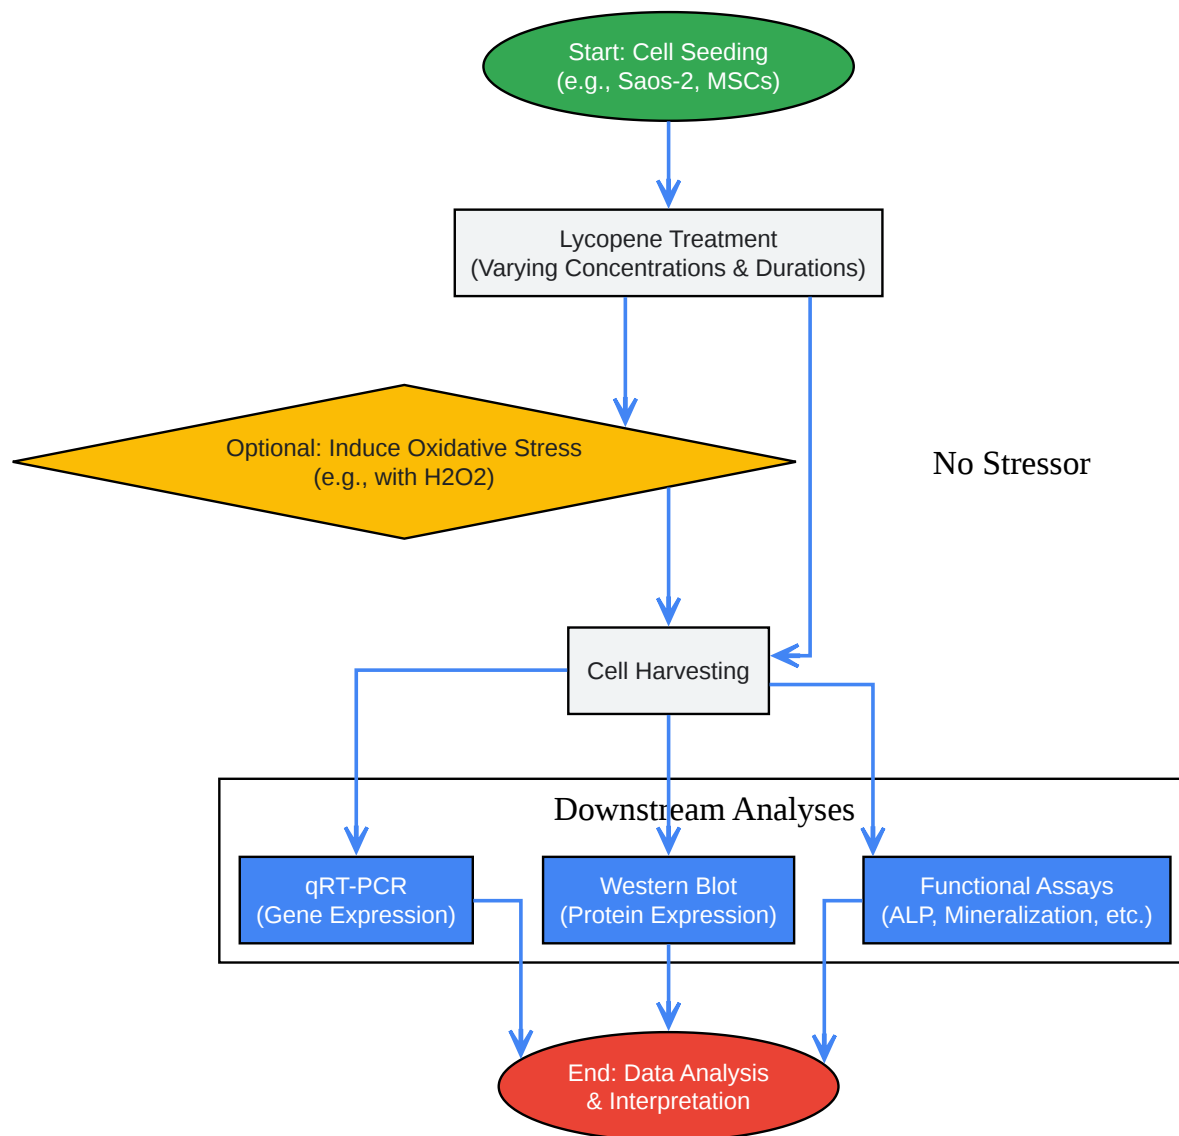 Start: Cell Seeding
(e.g., Saos-2, MSCs)
Lycopene Treatment
(Varying Concentrations & Durations)
Optional: Induce Oxidative Stress
(e.g., with H2O2)
No Stressor
Cell Harvesting
Downstream Analyses
qRT-PCR
(Gene Expression)
Western Blot
(Protein Expression)
Functional Assays
(ALP, Mineralization, etc.)
End: Data Analysis
& Interpretation